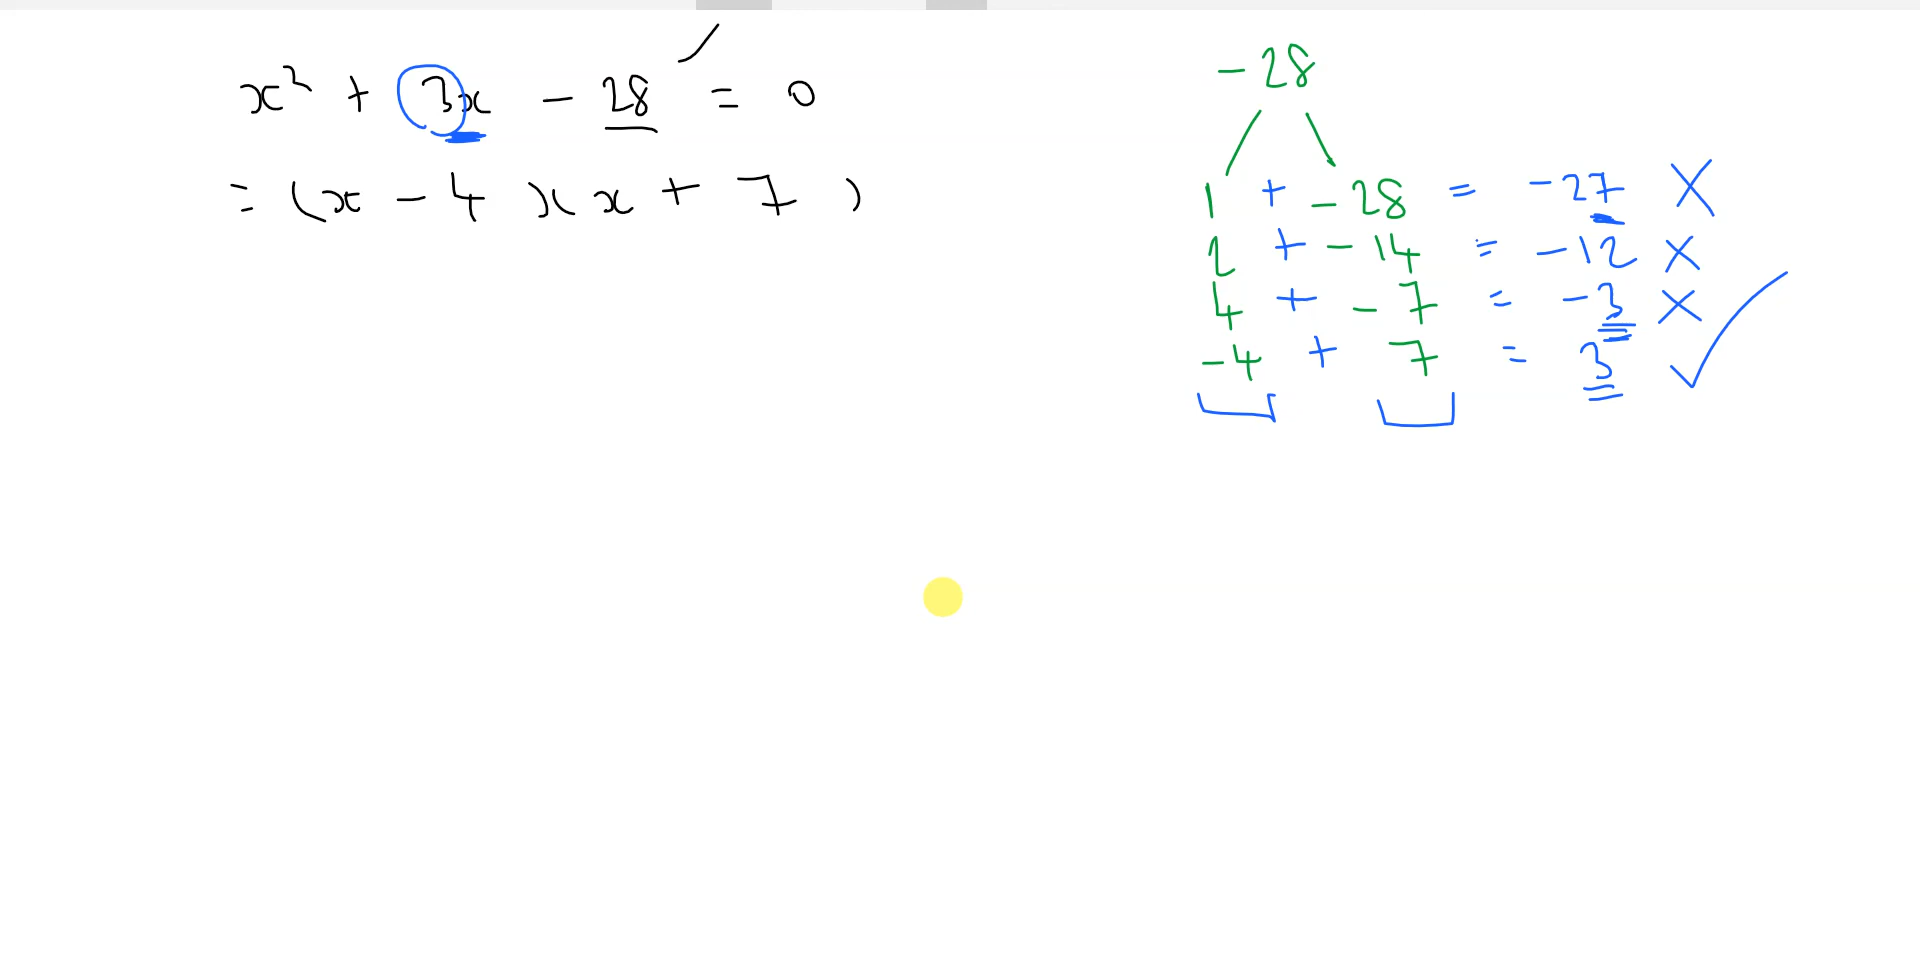 x² + 3x - 28 = 0
= (x - 4)(x + 7)
-28
1 + -28 = -27 X
2 + -14 = -12 X
4 + -7 = -3 X
-4 + 7 = 3 ✓